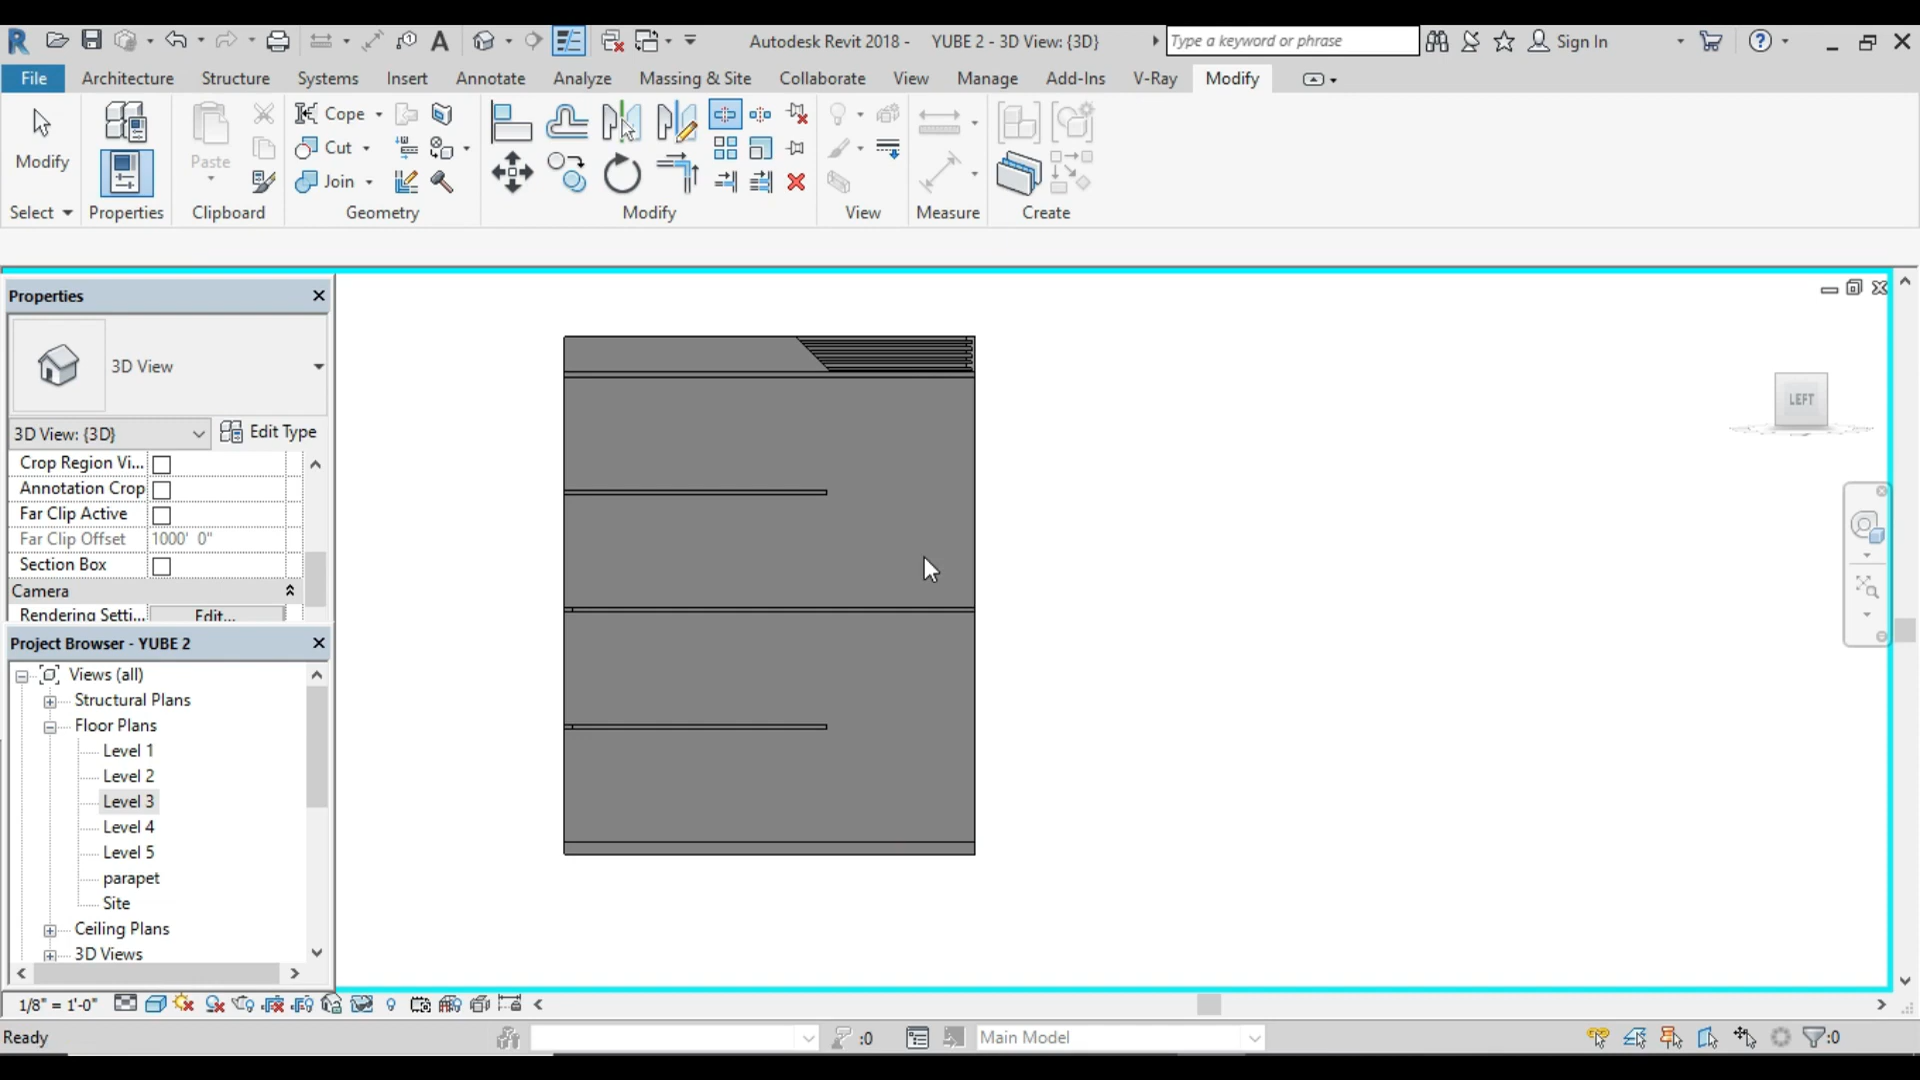 Autodesk Revit 2018 - YUBE 2 - 3D View: {3D}
Type a keyword or phrase
Sign In
File Architecture Structure Systems Insert Annotate Analyze Massing & Site Collaborate View Manage Add-Ins V-Ray Modify
Modify
Paste
Cope
Cut
Join
Select Properties Clipboard Geometry Modify View Measure Create
Properties
3D View
3D View: {3D}
Edit Type
Crop Region Vi...
Annotation Crop
Far Clip Active
Far Clip Offset 1000' 0"
Section Box
Camera
Rendering Setti... Edit...
Project Browser - YUBE 2
Views (all)
Structural Plans
Floor Plans
Level 1
Level 2
Level 3
Level 4
Level 5
parapet
Site
Ceiling Plans
3D Views
LEFT
1/8" = 1'-0"
Ready
:0
Main Model
:0